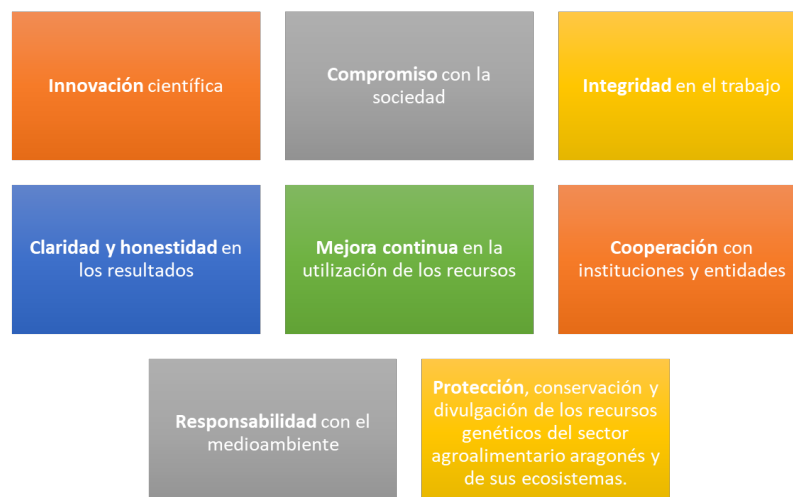 Innovación científica
Compromiso con la
sociedad
Integridad en el trabajo
Claridad y honestidad en
los resultados
Mejora continua en la
utilización de los recursos
Cooperación con
instituciones y entidades
Responsabilidad con el
medioambiente
Protección, conservación y
divulgación de los recursos
genéticos del sector
agroalimentario aragonés y
de sus ecosistemas.